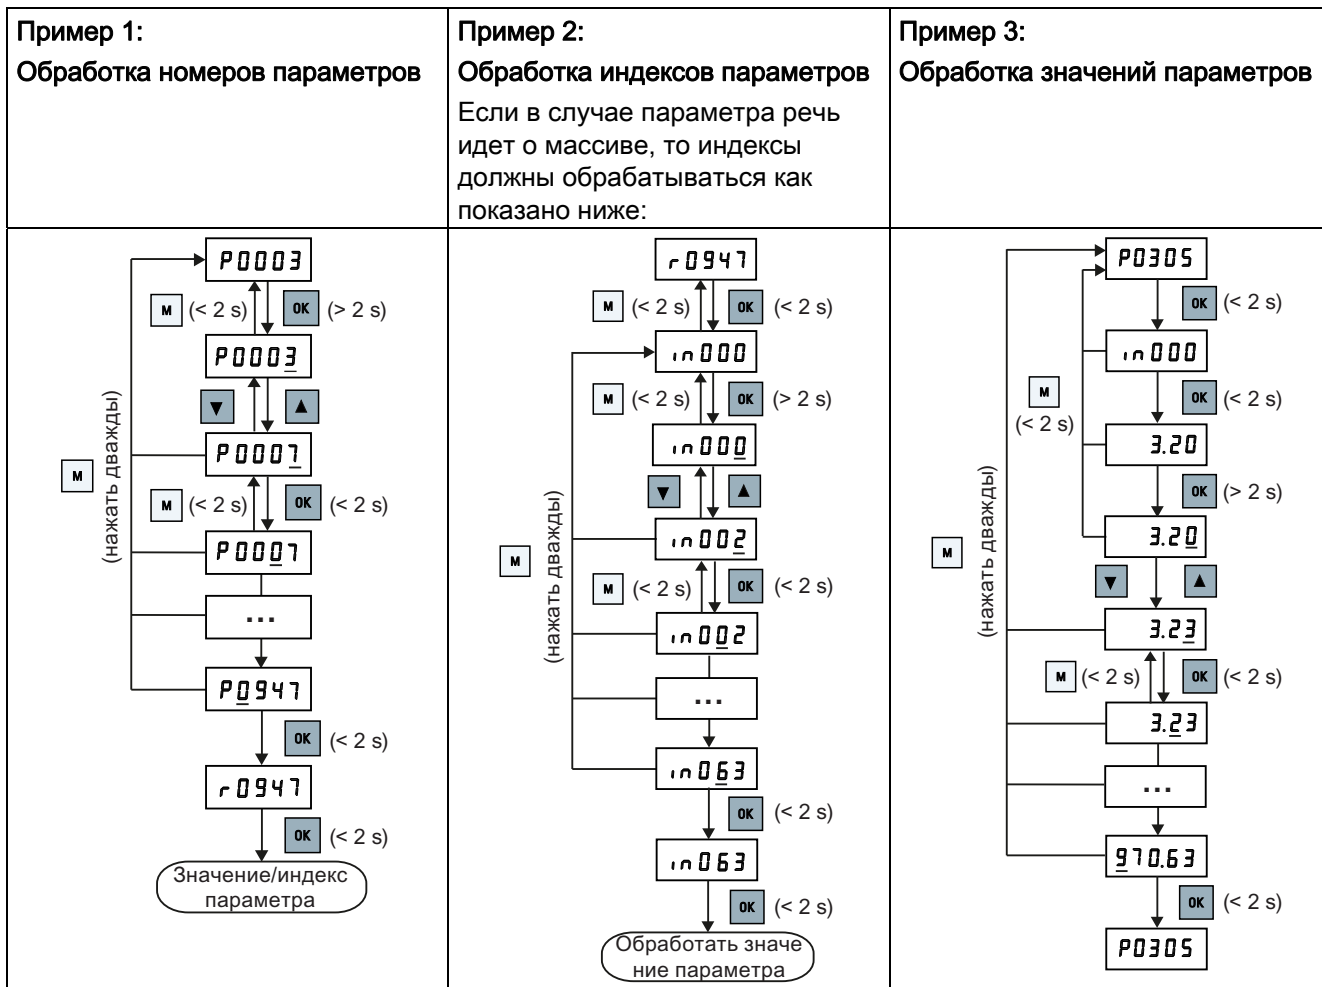 Пример 1:
Обработка номеров параметров
Пример 2:
Обработка индексов параметров
Если в случае параметра речь
идет о массиве, то индексы
должны обрабатываться как
показано ниже:
Пример 3:
Обработка значений параметров
P0003
M (< 2 s) OK (> 2 s)
P0003
▼ ▲
P0007
M (нажать дважды)
M (< 2 s) OK (< 2 s)
P0007
...
P0947
OK (< 2 s)
r0947
OK (< 2 s)
Значение/индекс
параметра
r0947
M (< 2 s) OK (< 2 s)
in000
M (< 2 s) OK (> 2 s)
in000
▼ ▲
in002
M (нажать дважды)
M (< 2 s) OK (< 2 s)
in002
...
in063
OK (< 2 s)
in063
OK (< 2 s)
Обработать значе
ние параметра
P0305
OK (< 2 s)
in000
M
(< 2 s)
OK (< 2 s)
3.20
OK (> 2 s)
3.20
M (нажать дважды)
▼ ▲
3.23
M (< 2 s) OK (< 2 s)
3.23
...
970.63
OK (< 2 s)
P0305